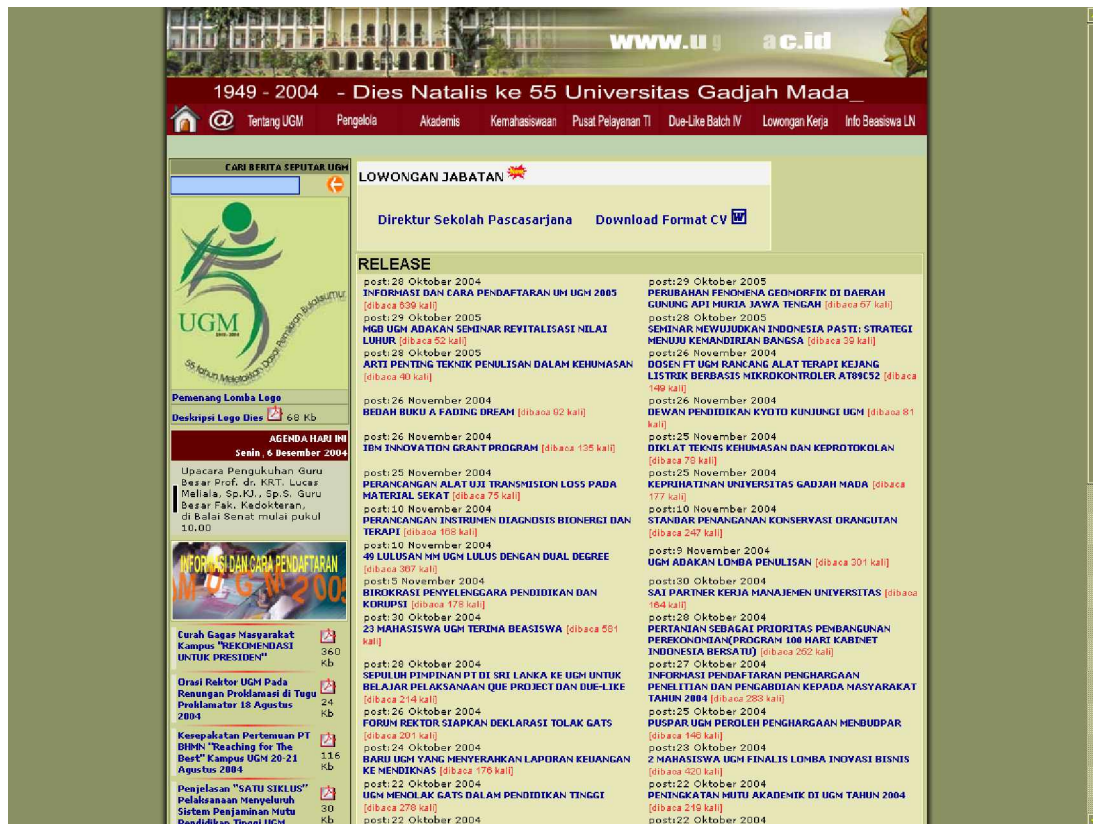 www.u ac.id
1949 - 2004 - Dies Natalis ke 55 Universitas Gadjah Mada_
@ Tentang UGM Pengelola Akademis Kemahasiswaan Pusat Pelayanan TI Due-Like Batch IV Lowongan Kerja Info Beasiswa LN
CARI BERITA SEPUTAR UGM
UGM
55 tahun Meletakkan Dasar Pemikiran Bulaksumur
Pemenang Lomba Logo
Deskripsi Logo Dies 68 Kb
AGENDA HARI INI
Senin, 6 Desember 2004
Upacara Pengukuhan Guru
Besar Prof. dr. KRT. Lucas
Meliala, Sp.KJ., Sp.S. Guru
Besar Fak. Kedokteran,
di Balai Senat mulai pukul
10.00
INFORMASI DAN CARA PENDAFTARAN
UM UGM 2005
Curah Gagas Masyarakat
Kampus "REKOMENDASI
UNTUK PRESIDEN"
360
Kb
Orasi Rektor UGM Pada
Renungan Proklamasi di Tugu
Proklamator 18 Agustus
2004
24
Kb
Kesepakatan Pertemuan PT
BHMN "Reaching for The
Best" Kampus UGM 20-21
Agustus 2004
116
Kb
Penjelasan "SATU SIKLUS"
Pelaksanaan Menyeluruh
Sistem Penjaminan Mutu
Pendidikan Tinggi UGM
30
Kb
LOWONGAN JABATAN
Direktur Sekolah Pascasarjana Download Format CV
RELEASE
post:28 Oktober 2004
INFORMASI DAN CARA PENDAFTARAN UM UGM 2005
[dibaca 639 kali]
post:29 Oktober 2005
MGB UGM ADAKAN SEMINAR REVITALISASI NILAI
LUHUR [dibaca 52 kali]
post:28 Oktober 2005
ARTI PENTING TEKNIK PENULISAN DALAM KEHUMASAN
[dibaca 40 kali]
post:26 November 2004
BEDAH BUKU A FADING DREAM [dibaca 92 kali]
post:26 November 2004
IBM INNOVATION GRANT PROGRAM [dibaca 135 kali]
post:25 November 2004
PERANCANGAN ALAT UJI TRANSMISION LOSS PADA
MATERIAL SEKAT [dibaca 75 kali]
post:10 November 2004
PERANCANGAN INSTRUMEN DIAGNOSIS BIONERGI DAN
TERAPI [dibaca 168 kali]
post:10 November 2004
49 LULUSAN MM UGM LULUS DENGAN DUAL DEGREE
[dibaca 367 kali]
post:5 November 2004
BIROKRASI PENYELENGGARA PENDIDIKAN DAN
KORUPSI [dibaca 178 kali]
post:30 Oktober 2004
23 MAHASISWA UGM TERIMA BEASISWA [dibaca 581
kali]
post:28 Oktober 2004
SEPULUH PIMPINAN PT DI SRI LANKA KE UGM UNTUK
BELAJAR PELAKSANAAN QUE PROJECT DAN DUE-LIKE
[dibaca 214 kali]
post:26 Oktober 2004
FORUM REKTOR SIAPKAN DEKLARASI TOLAK GATS
[dibaca 201 kali]
post:24 Oktober 2004
BARU UGM YANG MENYERAHKAN LAPORAN KEUANGAN
KE MENDIKNAS [dibaca 176 kali]
post:22 Oktober 2004
UGM MENOLAK GATS DALAM PENDIDIKAN TINGGI
[dibaca 278 kali]
post:22 Oktober 2004
post:29 Oktober 2005
PERUBAHAN FENOMENA GEOMORFIK DI DAERAH
GUNUNG API MURIA JAWA TENGAH [dibaca 67 kali]
post:28 Oktober 2005
SEMINAR MEWUJUDKAN INDONESIA PASTI: STRATEGI
MENUJU KEMANDIRIAN BANGSA [dibaca 39 kali]
post:26 November 2004
DOSEN FT UGM RANCANG ALAT TERAPI KEJANG
LISTRIK BERBASIS MIKROKONTROLER AT89C52 [dibaca
149 kali]
post:26 November 2004
DEWAN PENDIDIKAN KYOTO KUNJUNGI UGM [dibaca 81
kali]
post:25 November 2004
DIKLAT TEKNIS KEHUMASAN DAN KEPROTOKOLAN
[dibaca 78 kali]
post:25 November 2004
KEPRIHATINAN UNIVERSITAS GADJAH MADA [dibaca
177 kali]
post:10 November 2004
STANDAR PENANGANAN KONSERVASI ORANGUTAN
[dibaca 247 kali]
post:9 November 2004
UGM ADAKAN LOMBA PENULISAN [dibaca 301 kali]
post:30 Oktober 2004
SAI PARTNER KERJA MANAJEMEN UNIVERSITAS [dibaca
164 kali]
post:28 Oktober 2004
PERTANIAN SEBAGAI PRIORITAS PEMBANGUNAN
PEREKONOMIAN(PROGRAM 100 HARI KABINET
INDONESIA BERSATU) [dibaca 252 kali]
post:27 Oktober 2004
INFORMASI PENDAFTARAN PENGHARGAAN
PENELITIAN DAN PENGABDIAN KEPADA MASYARAKAT
TAHUN 2004 [dibaca 283 kali]
post:25 Oktober 2004
PUSPAR UGM PEROLEH PENGHARGAAN MENBUDPAR
[dibaca 146 kali]
post:23 Oktober 2004
2 MAHASISWA UGM FINALIS LOMBA INOVASI BISNIS
[dibaca 420 kali]
post:22 Oktober 2004
PENINGKATAN MUTU AKADEMIK DI UGM TAHUN 2004
[dibaca 219 kali]
post:22 Oktober 2004